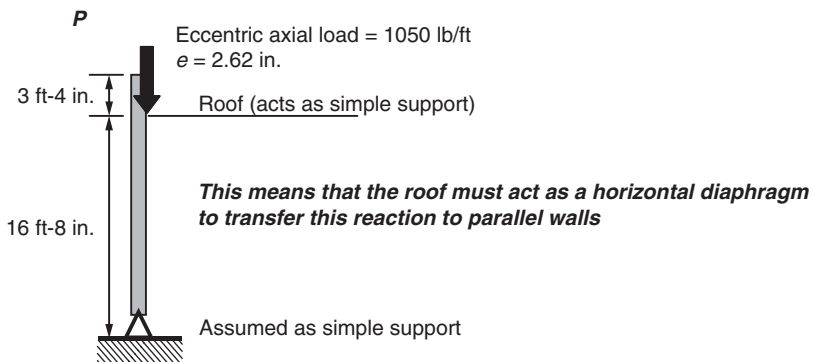 P
Eccentric axial load = 1050 lb/ft
e = 2.62 in.
3 ft-4 in.
Roof (acts as simple support)
This means that the roof must act as a horizontal diaphragm
to transfer this reaction to parallel walls
16 ft-8 in.
Assumed as simple support